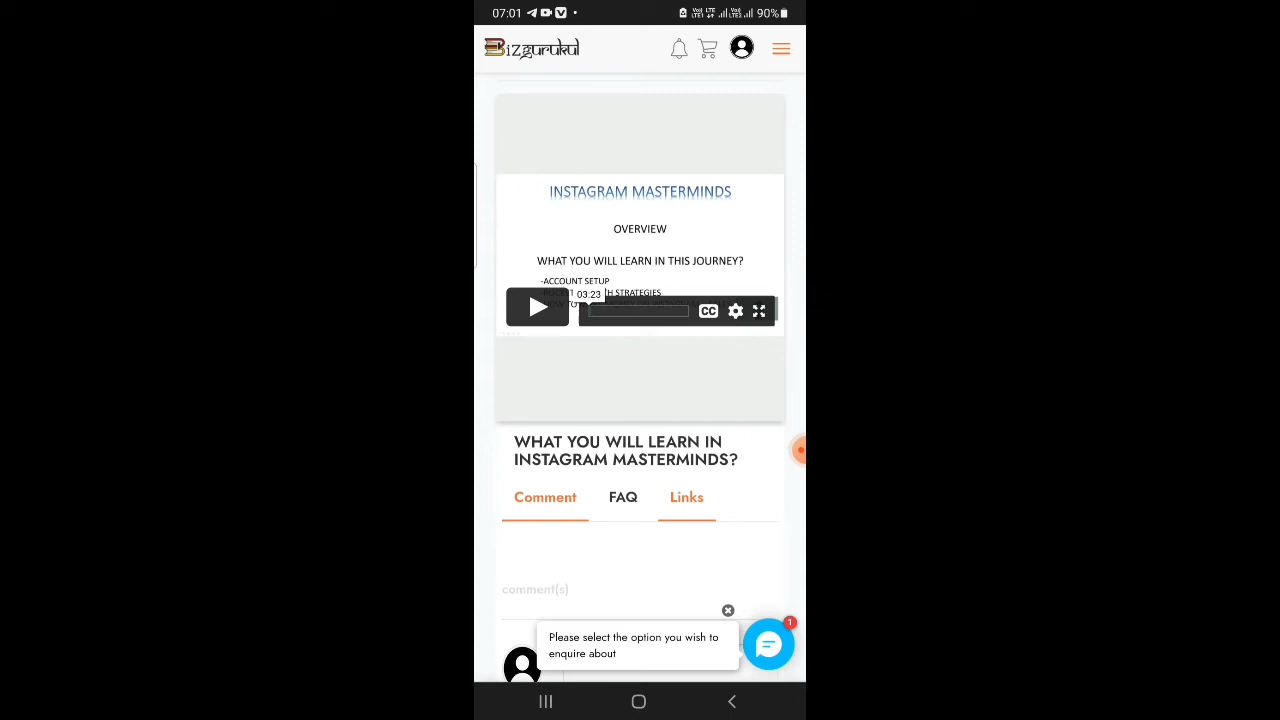 07:01
90%
Bizgurukul
INSTAGRAM MASTERMINDS
OVERVIEW
WHAT YOU WILL LEARN IN THIS JOURNEY?
-ACCOUNT SETUP
STRATEGIES
03:23
CC
WHAT YOU WILL LEARN IN
INSTAGRAM MASTERMINDS?
Comment FAQ Links
comment(s)
1
Please select the option you wish to
enquire about